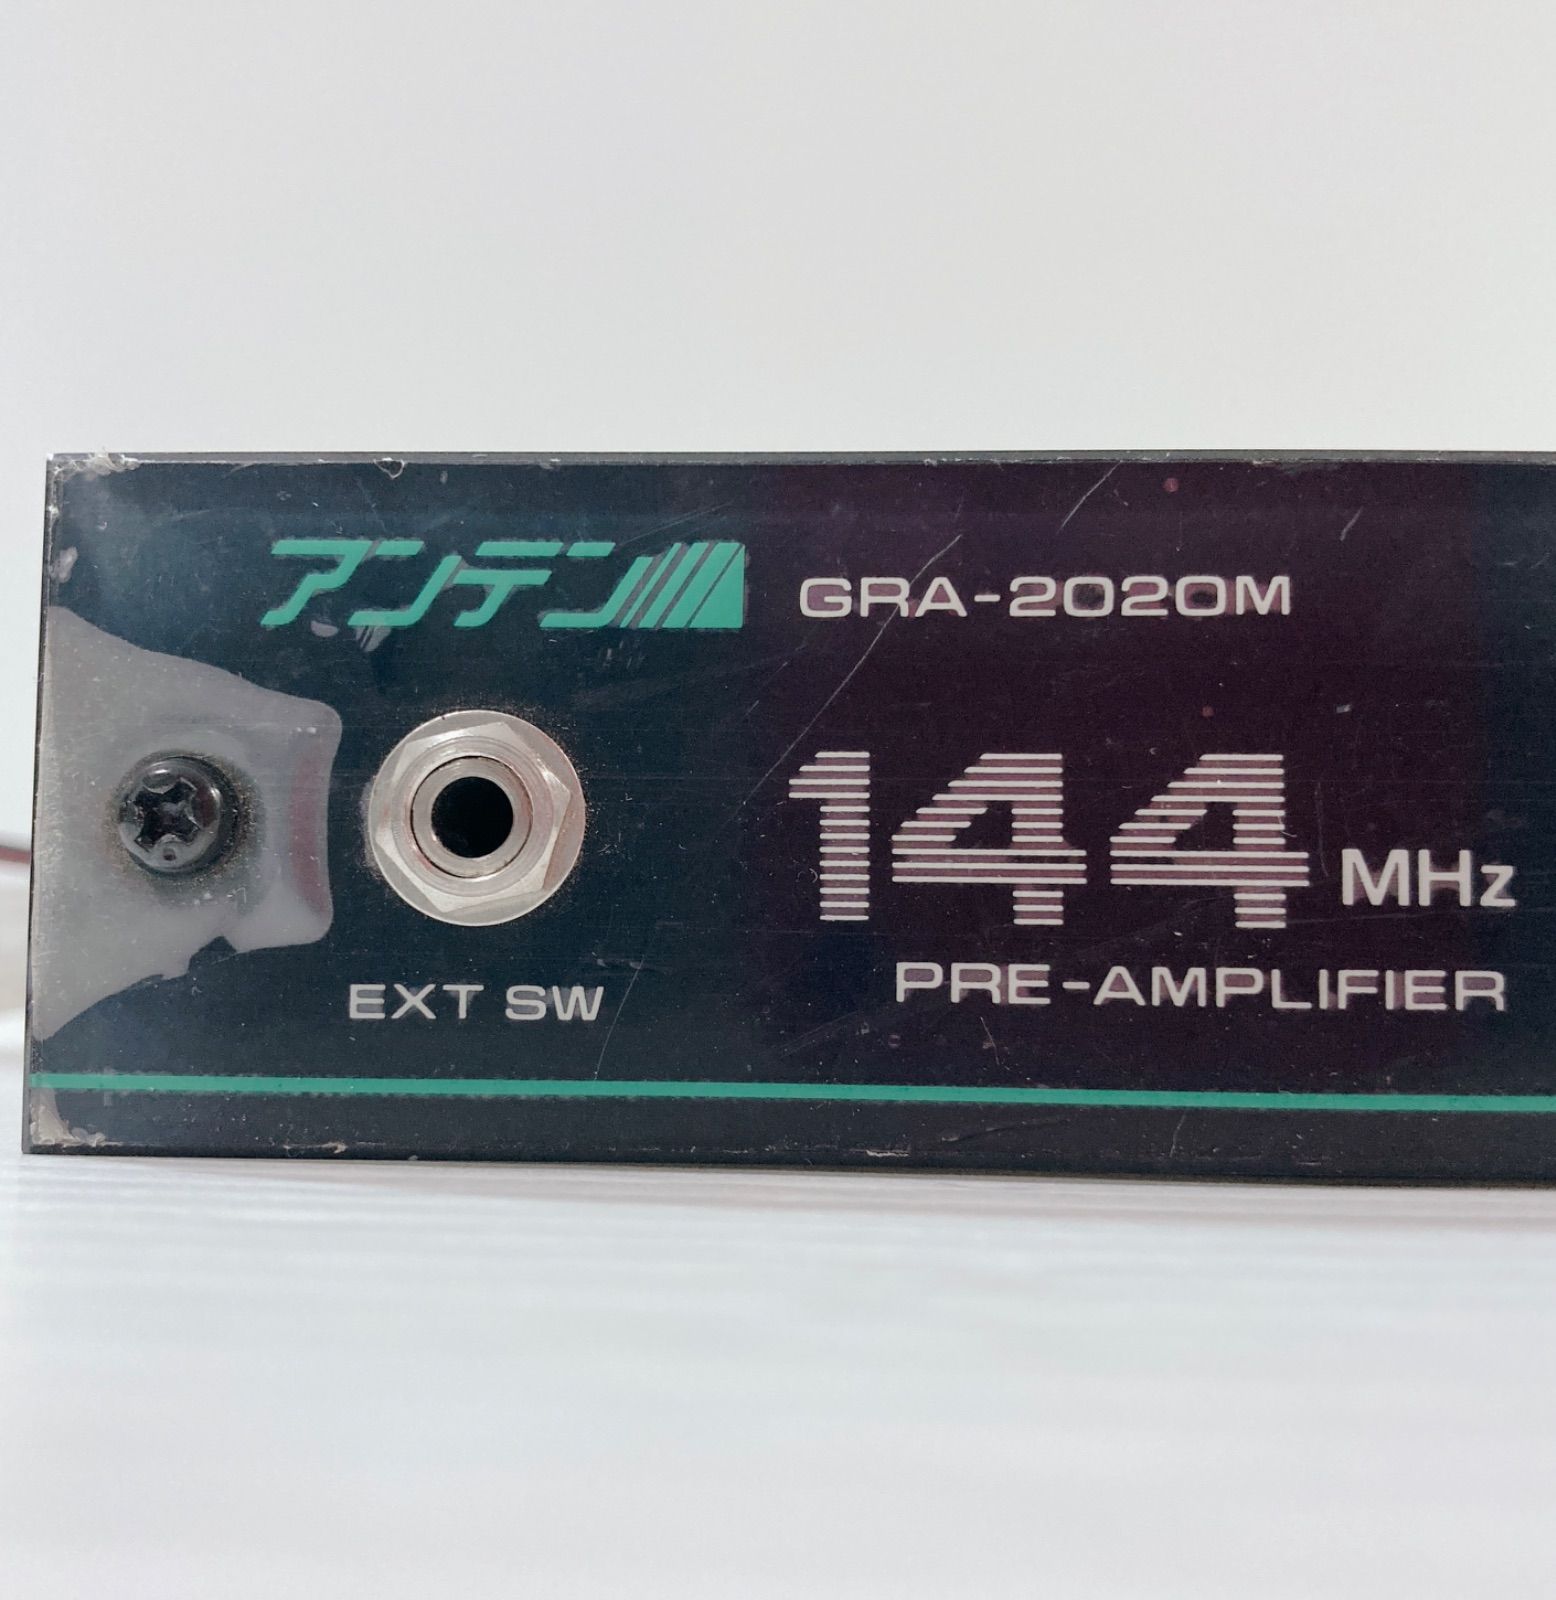 アンテン
GRA-2020M
144 MHz
PRE-AMPLIFIER
EXT SW